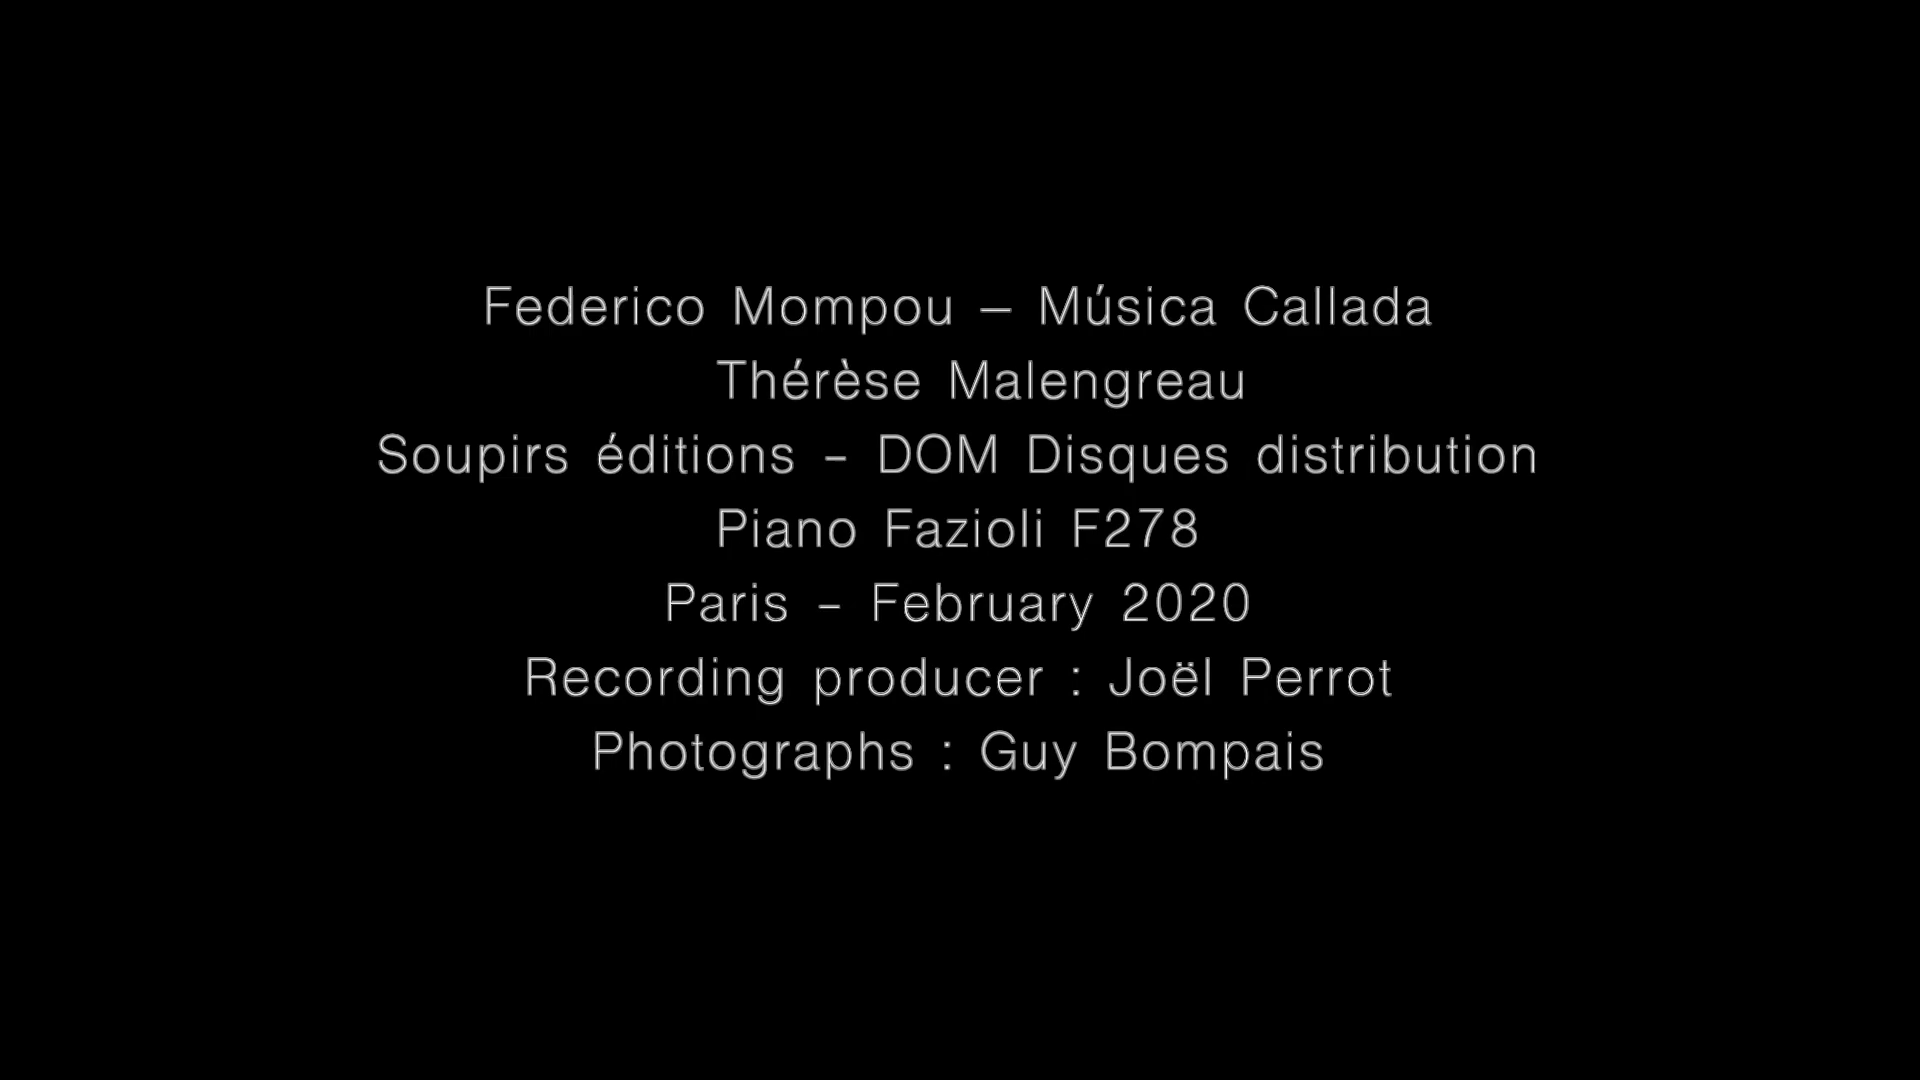 Federico Mompou – Música Callada
Thérèse Malengreau
Soupirs éditions - DOM Disques distribution
Piano Fazioli F278
Paris - February 2020
Recording producer : Joël Perrot
Photographs : Guy Bompais